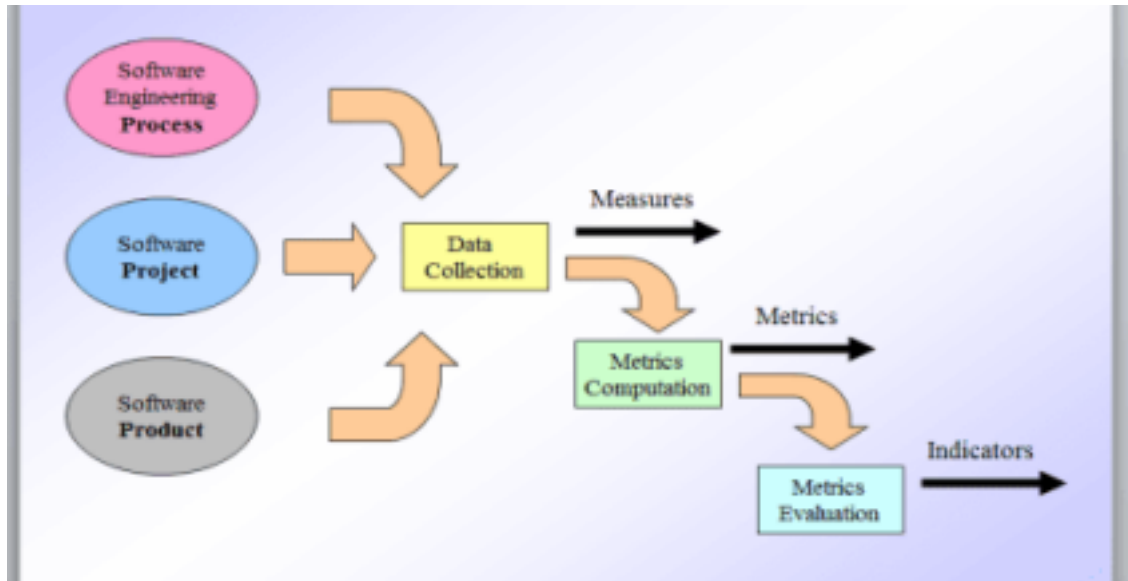 Software
Engineering
Process
Software
Project
Software
Product
Data
Collection
Measures
Metrics
Computation
Metrics
Metrics
Evaluation
Indicators